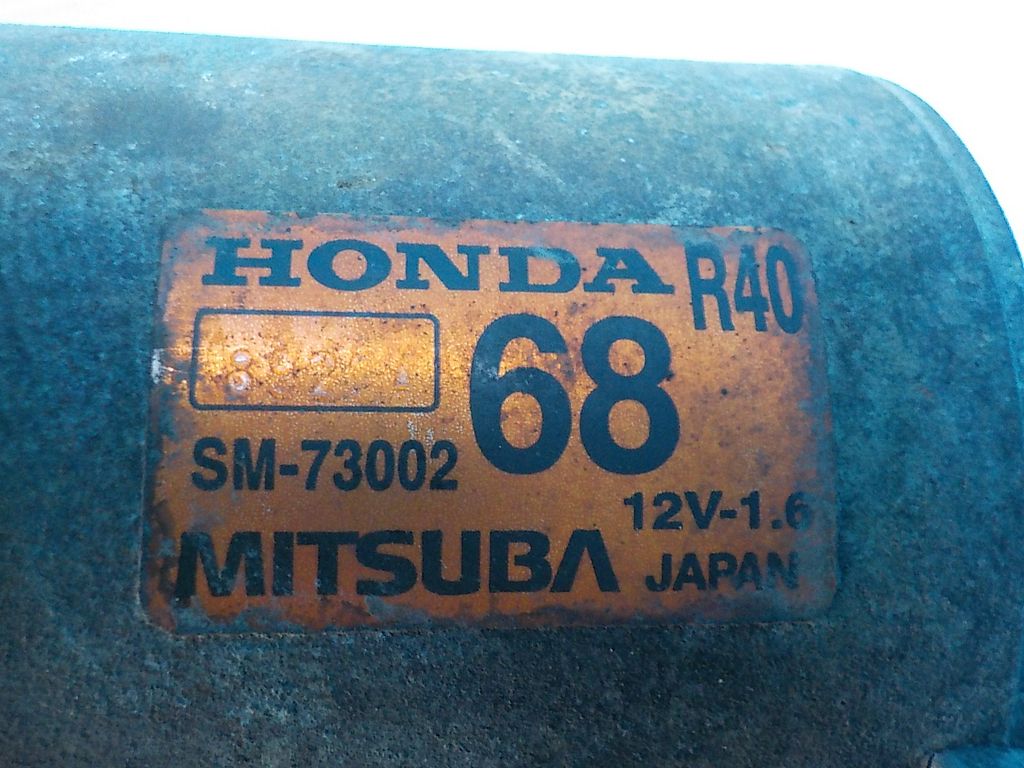 HONDA R40
68
SM-73002
12V-1.6
MITSUBA JAPAN